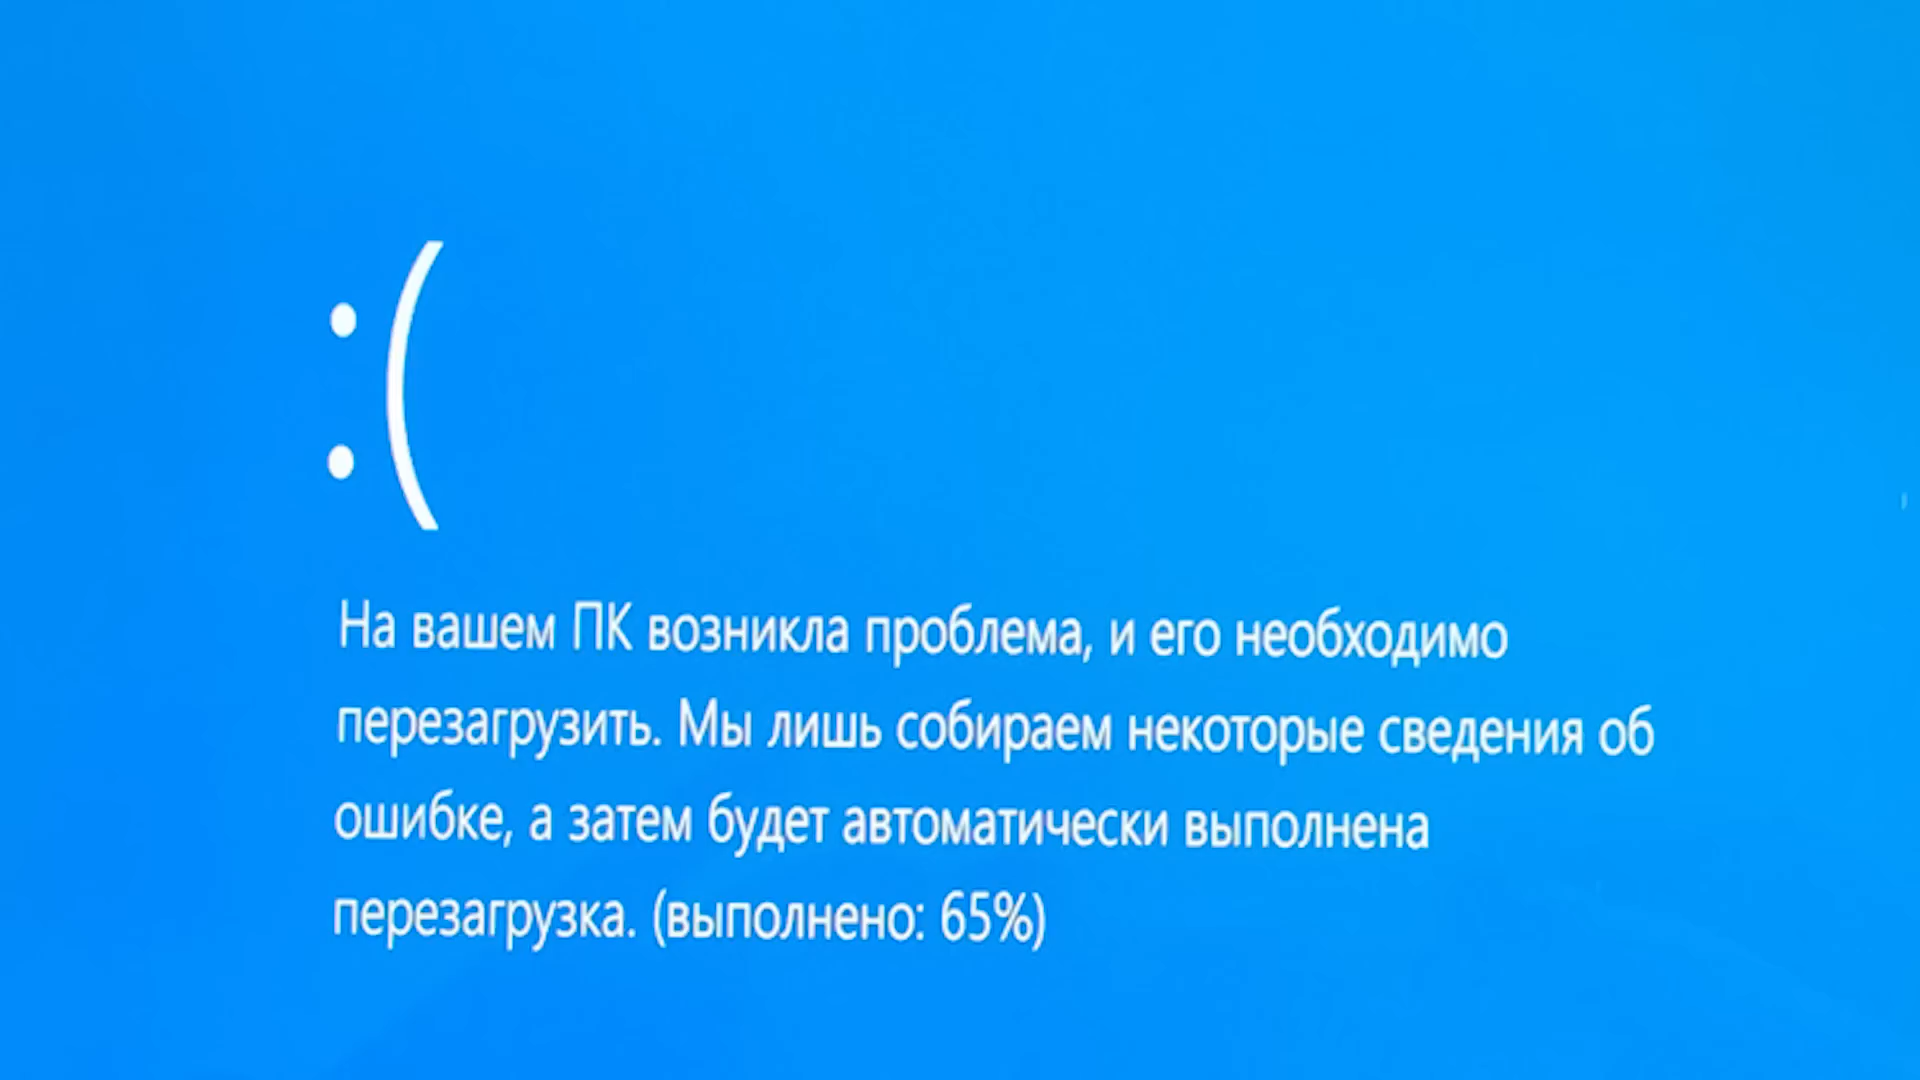 :(
На вашем ПК возникла проблема, и его необходимо
перезагрузить. Мы лишь собираем некоторые сведения об
ошибке, а затем будет автоматически выполнена
перезагрузка. (выполнено: 65%)